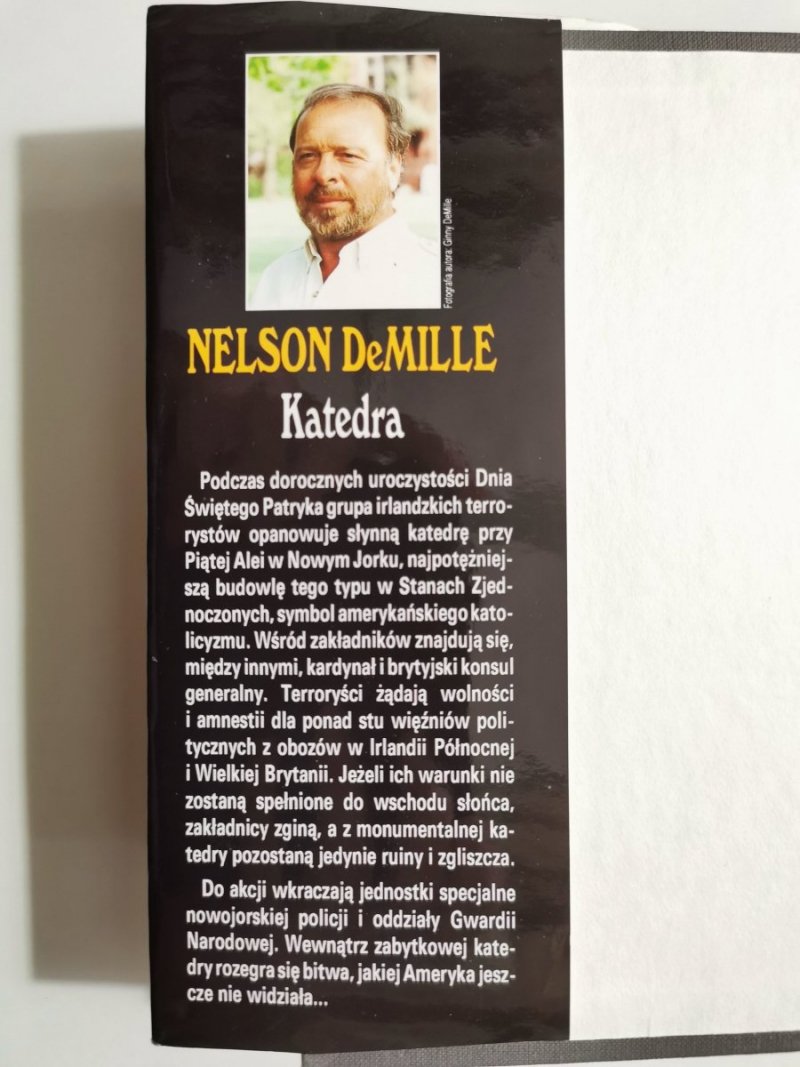 Fotografia autora: Ginny DeMille
NELSON DeMILLE
Katedra
Podczas dorocznych uroczystości Dnia
Świętego Patryka grupa irlandzkich terro-
rystów opanowuje słynną katedrę przy
Piątej Alei w Nowym Jorku, najpotężniej-
szą budowlę tego typu w Stanach Zjed-
noczonych, symbol amerykańskiego kato-
licyzmu. Wśród zakładników znajdują się,
między innymi, kardynał i brytyjski konsul
generalny. Terroryści żądają wolności
i amnestii dla ponad stu więźniów poli-
tycznych z obozów w Irlandii Północnej
i Wielkiej Brytanii. Jeżeli ich warunki nie
zostaną spełnione do wschodu słońca,
zakładnicy zginą, a z monumentalnej ka-
tedry pozostaną jedynie ruiny i zgliszcza.
Do akcji wkraczają jednostki specjalne
nowojorskiej policji i oddziały Gwardii
Narodowej. Wewnątrz zabytkowej kate-
dry rozegra się bitwa, jakiej Ameryka jesz-
cze nie widziała...